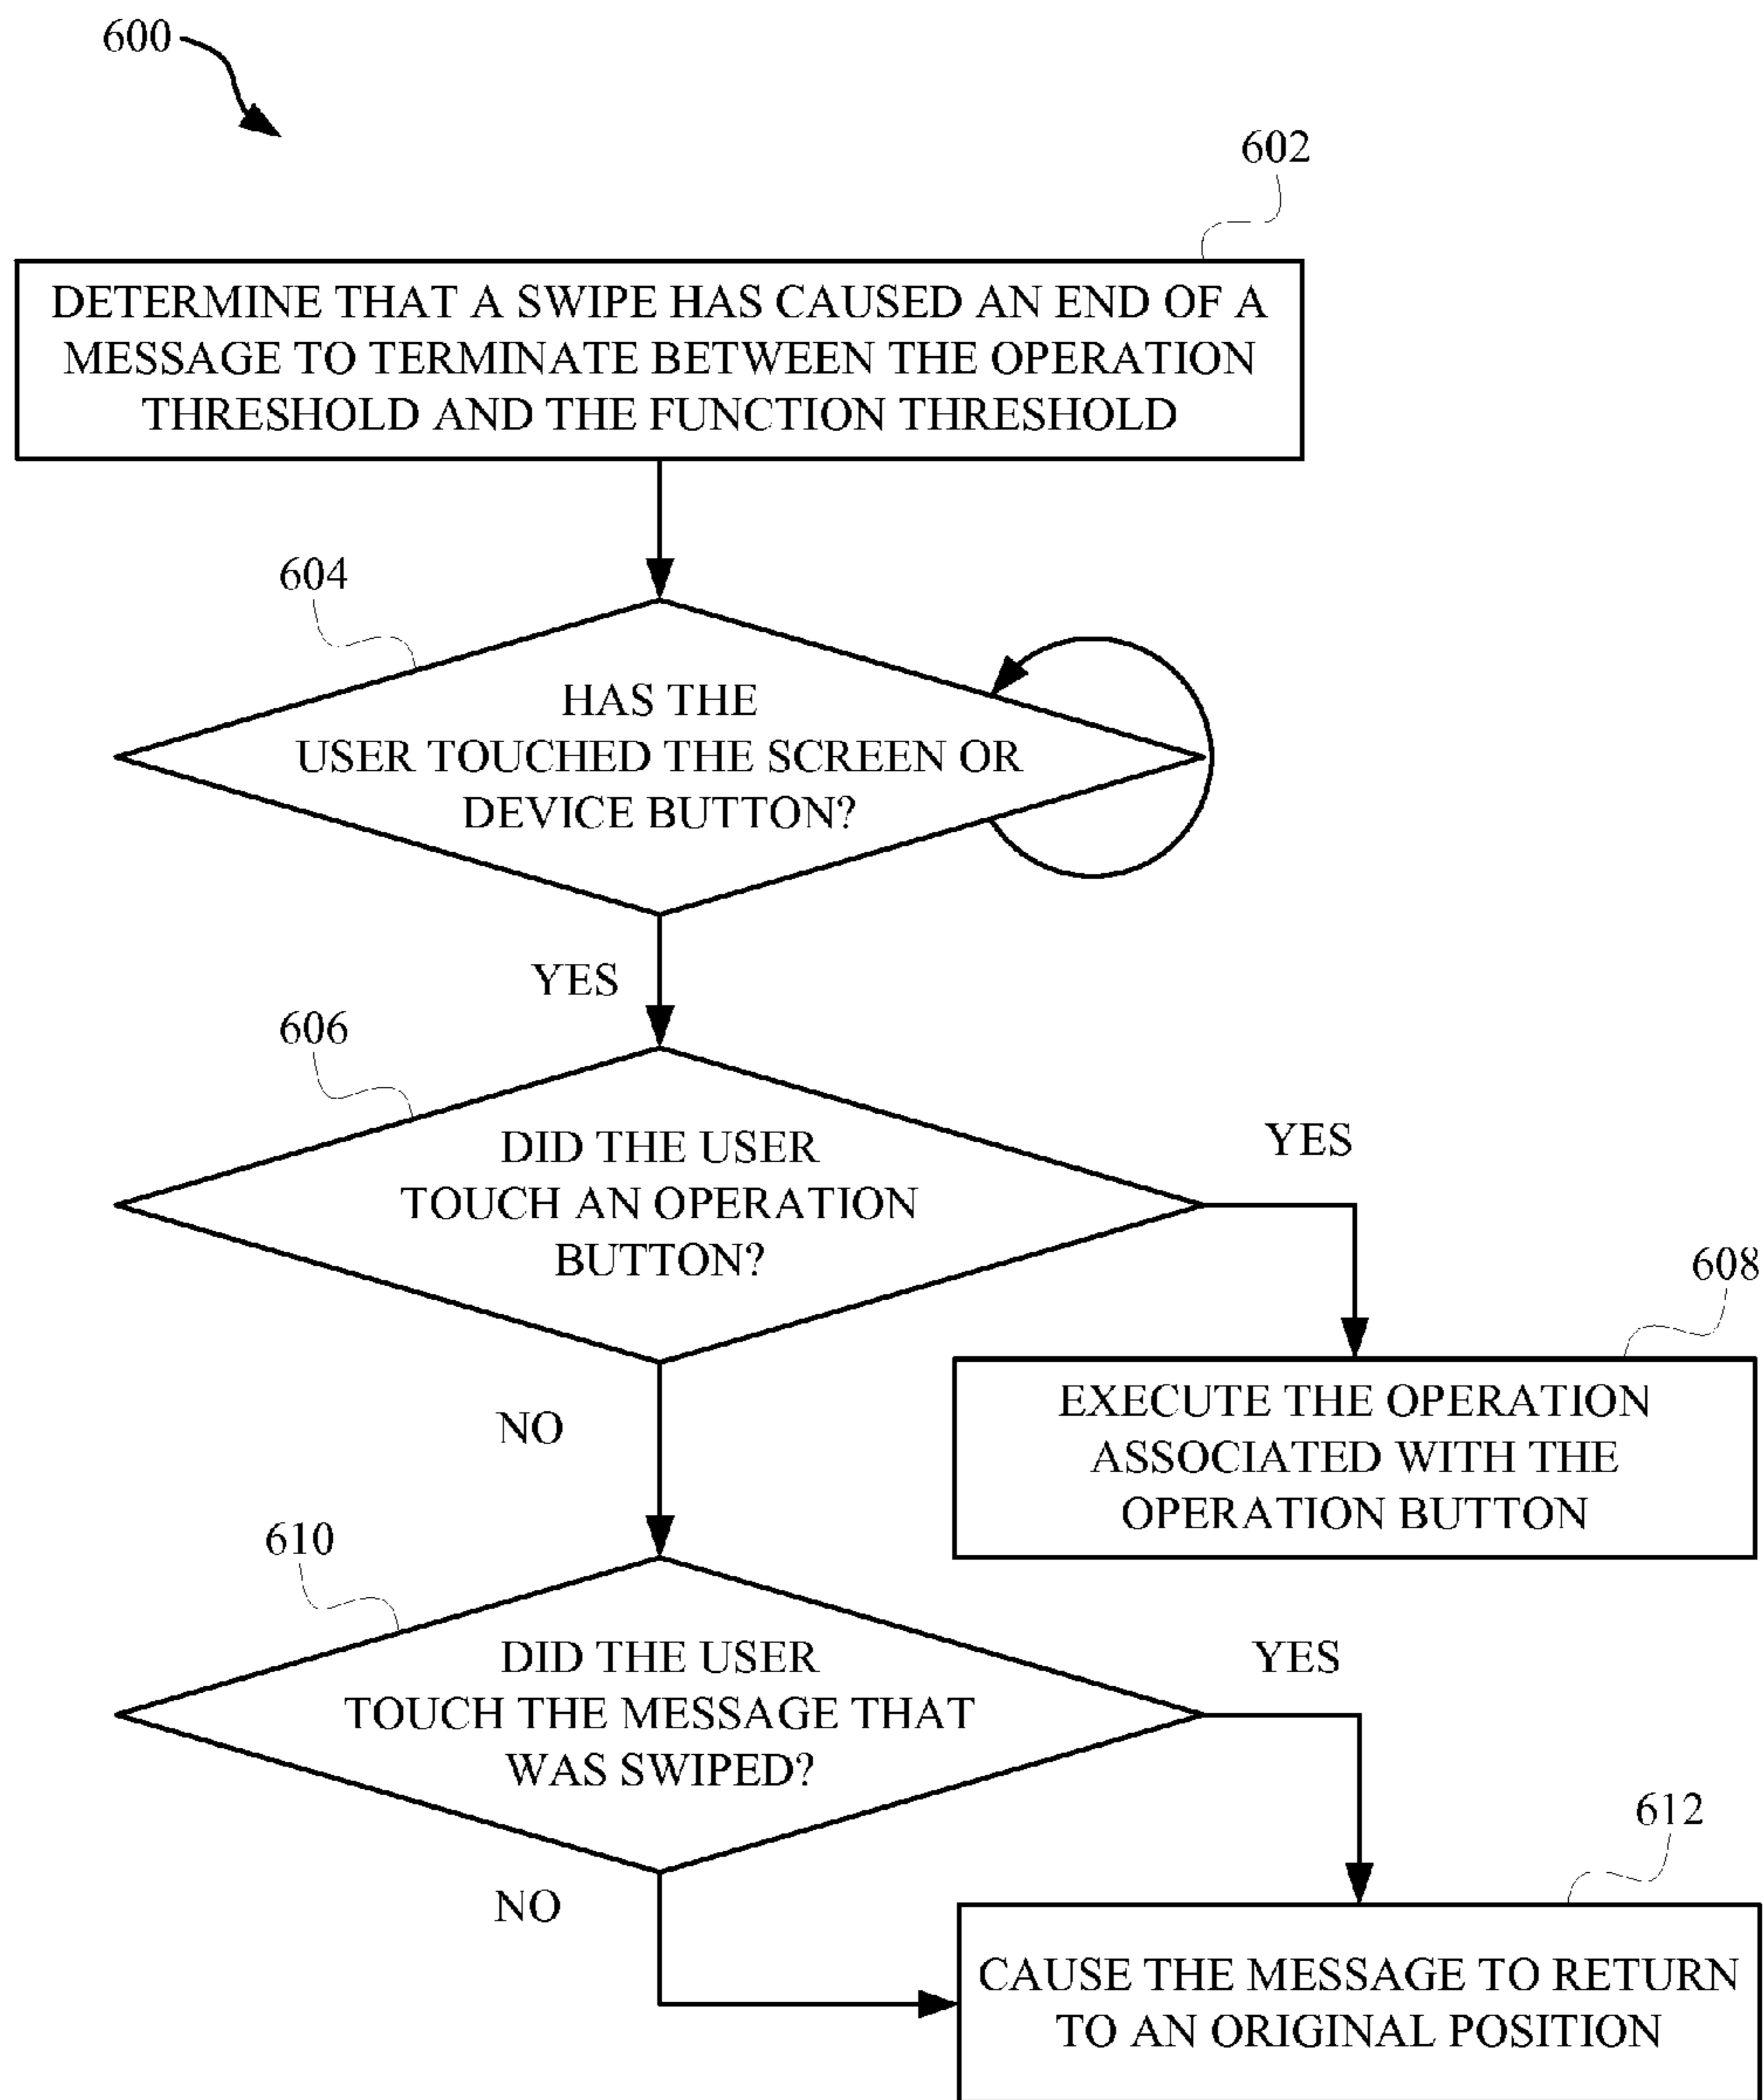 600
602
DETERMINE THAT A SWIPE HAS CAUSED AN END OF A
MESSAGE TO TERMINATE BETWEEN THE OPERATION
THRESHOLD AND THE FUNCTION THRESHOLD
604
HAS THE
USER TOUCHED THE SCREEN OR
DEVICE BUTTON?
YES
606
DID THE USER
TOUCH AN OPERATION
BUTTON?
YES
608
EXECUTE THE OPERATION
ASSOCIATED WITH THE
OPERATION BUTTON
NO
610
DID THE USER
TOUCH THE MESSAGE THAT
WAS SWIPED?
YES
612
NO
CAUSE THE MESSAGE TO RETURN
TO AN ORIGINAL POSITION